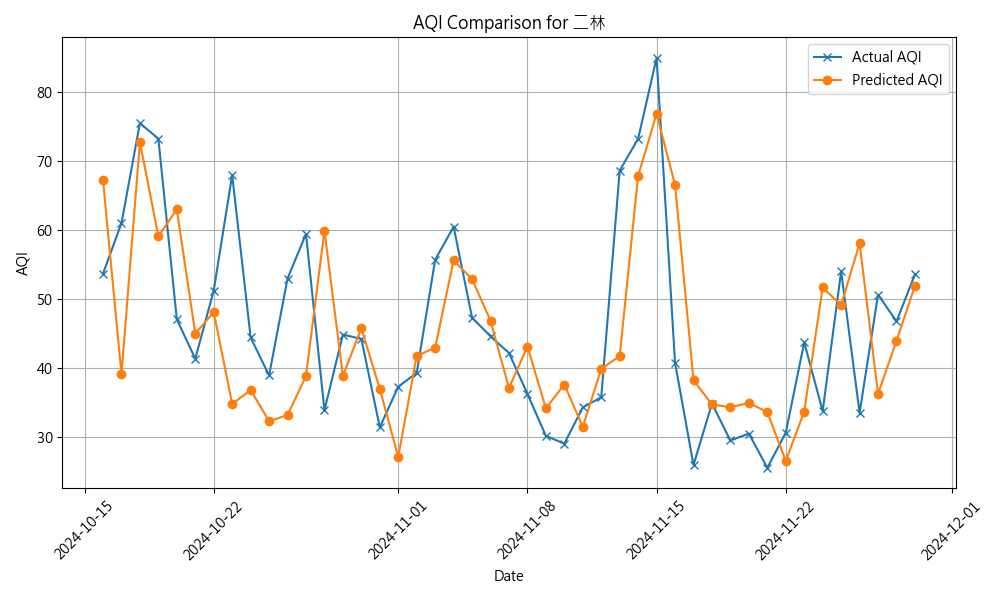 AQI Comparison for 二林
Actual AQI
Predicted AQI
AQI
80
70
60
50
40
30
2024-10-15
2024-10-22
2024-11-01
2024-11-08
2024-11-15
2024-11-22
2024-12-01
Date